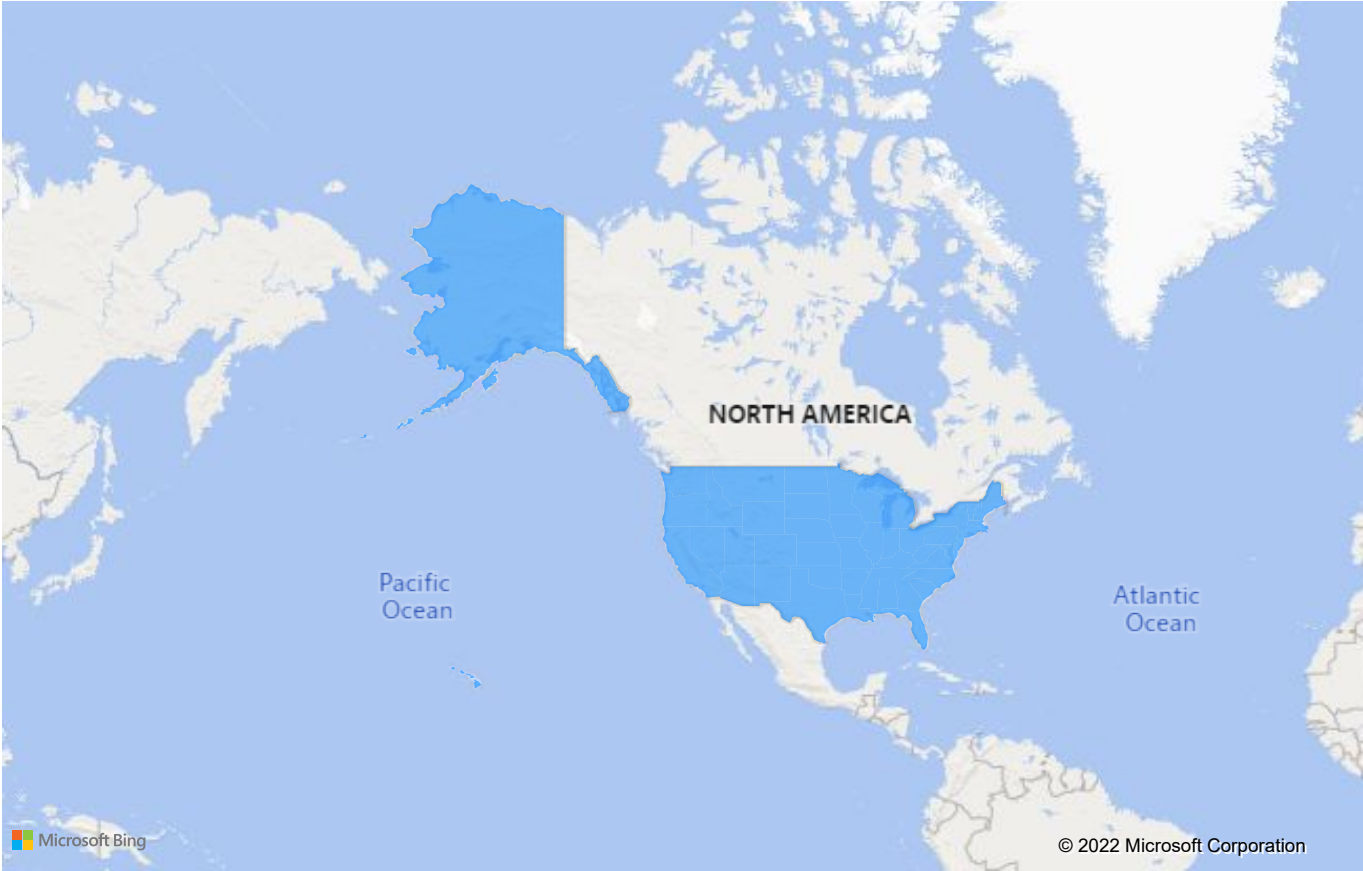 NORTH AMERICA
Pacific
Ocean
Atlantic
Ocean
Microsoft Bing
© 2022 Microsoft Corporation